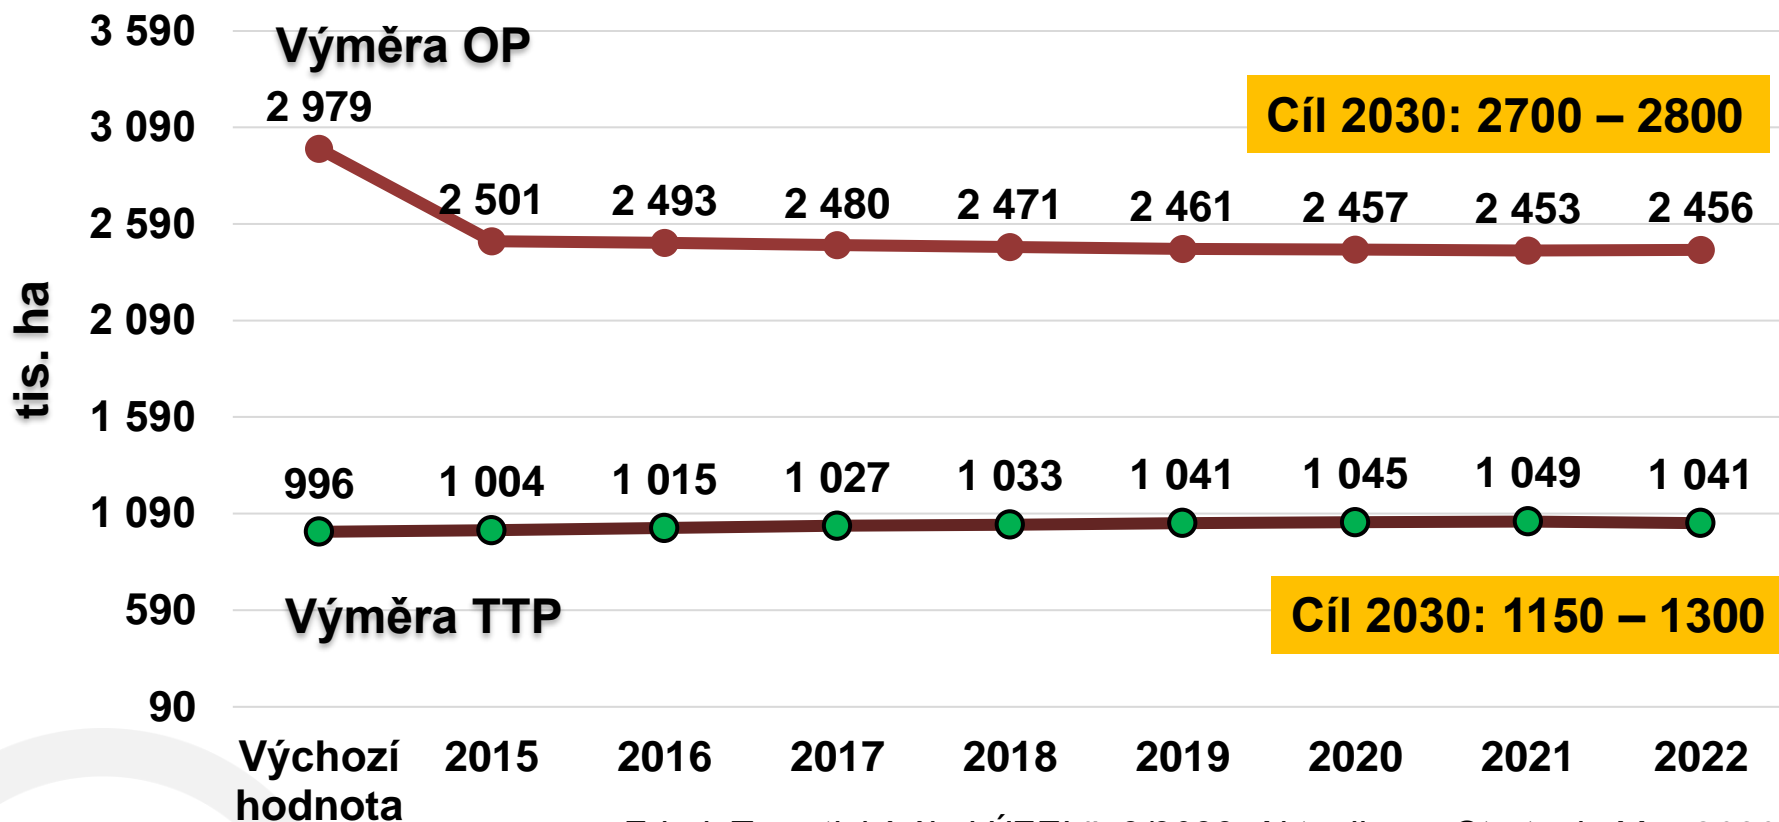 3 590
Výměra OP
2 979
3 090
Cíl 2030: 2700 – 2800
2 501 2 493 2 480 2 471 2 461 2 457 2 453 2 456
2 590
tis. ha
2 090
1 590
996 1 004 1 015 1 027 1 033 1 041 1 045 1 049 1 041
1 090
590
Výměra TTP
Cíl 2030: 1150 – 1300
90
Výchozí 2015 2016 2017 2018 2019 2020 2021 2022
hodnota